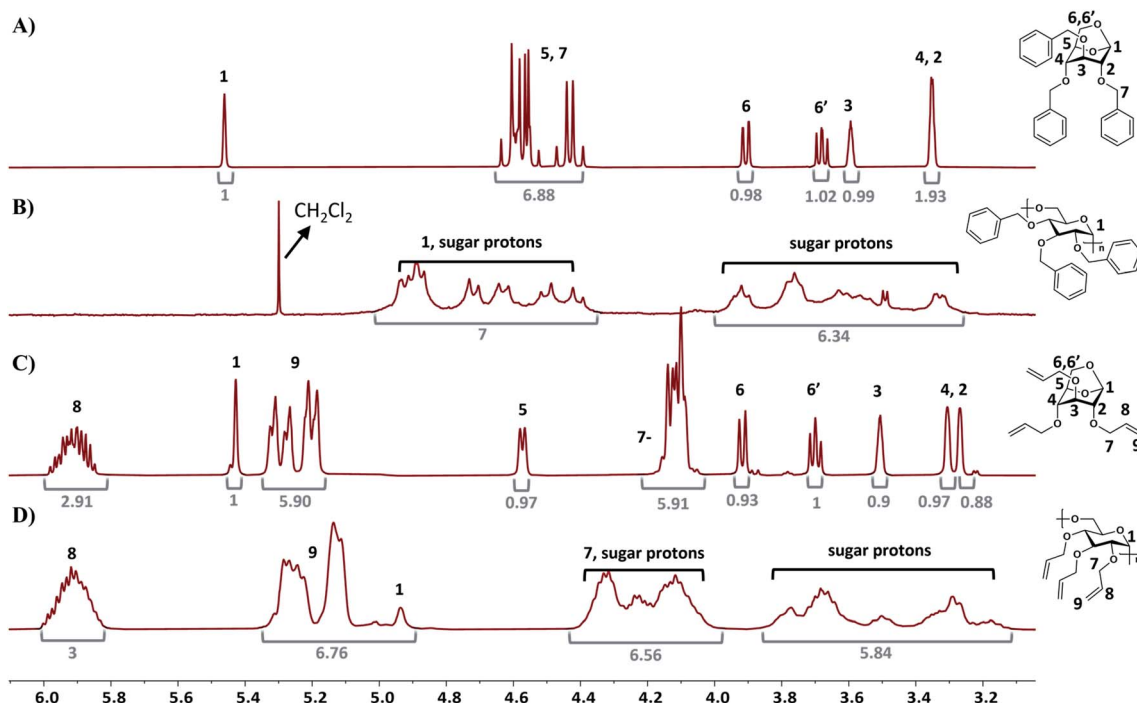 A)
1
5, 7
6
6'
3
4, 2
1
6.88
0.98
1.02
0.99
1.93
6,6'
O
5
O
O
1
4
3
2
O
O
7
B)
CH2Cl2
1, sugar protons
sugar protons
7
6.34
O
O
O
1
O
O
n
C)
8
1
9
5
7-
6
6'
3
4, 2
2.91
1
5.90
0.97
5.91
0.93
1
0.9
0.97
0.88
6,6'
O
5
O
O
1
4
3
2
8
O
O
7
9
D)
8
9
1
7, sugar protons
sugar protons
3
6.76
6.56
5.84
O
O
1
O
O
O
n
7
9
8
6.0 5.8 5.6 5.4 5.2 5.0 4.8 4.6 4.4 4.2 4.0 3.8 3.6 3.4 3.2